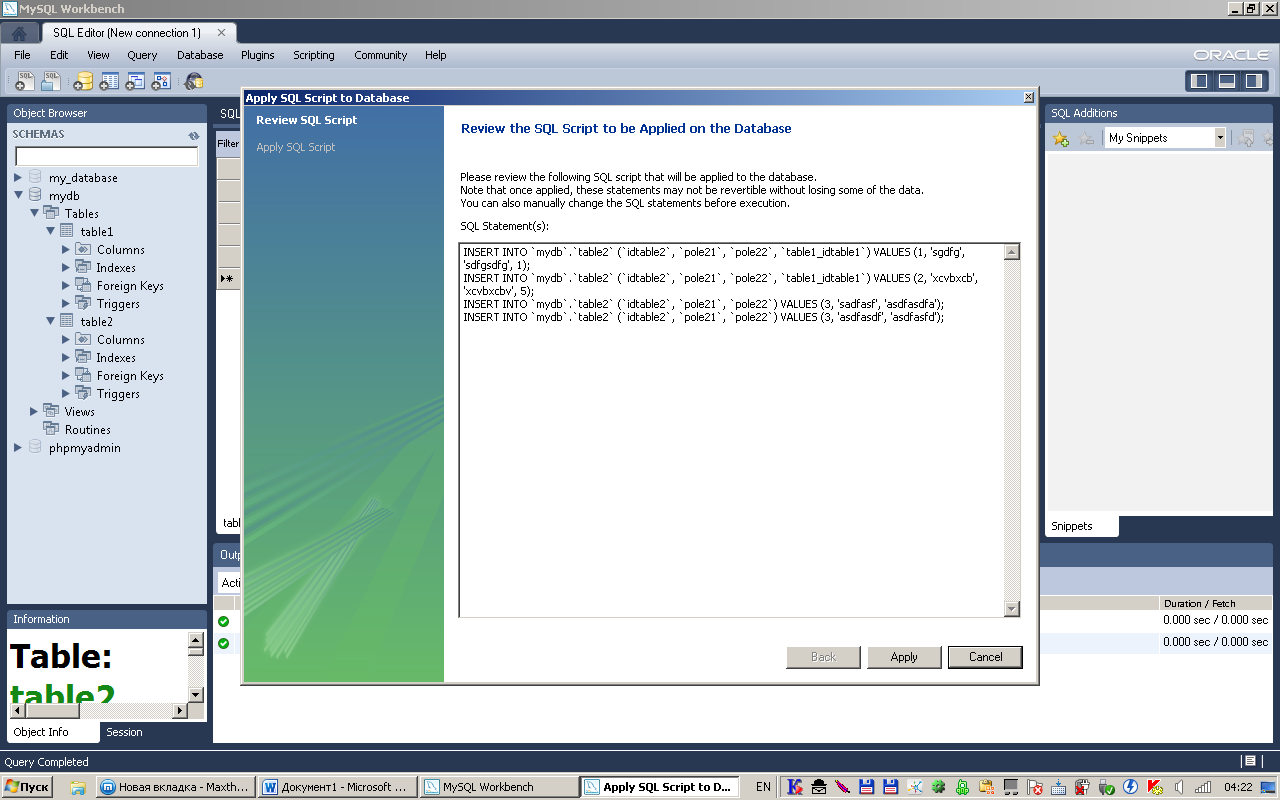 MySQL Workbench
SQL Editor (New connection 1)
File Edit View Query Database Plugins Scripting Community Help
ORACLE
Object Browser
SCHEMAS
my_database
mydb
Tables
table1
Columns
Indexes
Foreign Keys
Triggers
table2
Columns
Indexes
Foreign Keys
Triggers
Views
Routines
phpmyadmin
Information
Table:
table2
Object Info Session
SQL
Filter
tabl
Outp
Acti
Apply SQL Script to Database
Review SQL Script
Apply SQL Script
Review the SQL Script to be Applied on the Database
Please review the following SQL script that will be applied to the database.
Note that once applied, these statements may not be revertible without losing some of the data.
You can also manually change the SQL statements before execution.
SQL Statement(s):
INSERT INTO `mydb`.`table2` (`idtable2`, `pole21`, `pole22`, `table1_idtable1`) VALUES (1, 'sgdfg',
'sdfgsdfg', 1);
INSERT INTO `mydb`.`table2` (`idtable2`, `pole21`, `pole22`, `table1_idtable1`) VALUES (2, 'xcvbxcb',
'xcvbxcbv', 5);
INSERT INTO `mydb`.`table2` (`idtable2`, `pole21`, `pole22`) VALUES (3, 'sadfasf', 'asdfasdfa');
INSERT INTO `mydb`.`table2` (`idtable2`, `pole21`, `pole22`) VALUES (3, 'asdfasdf', 'asdfasfd');
Back Apply Cancel
SQL Additions
My Snippets
Snippets
Duration / Fetch
0.000 sec / 0.000 sec
0.000 sec / 0.000 sec
Query Completed
Пуск
Новая вкладка - Maxth...
Документ1 - Microsoft ...
MySQL Workbench
Apply SQL Script to D...
EN
04:22